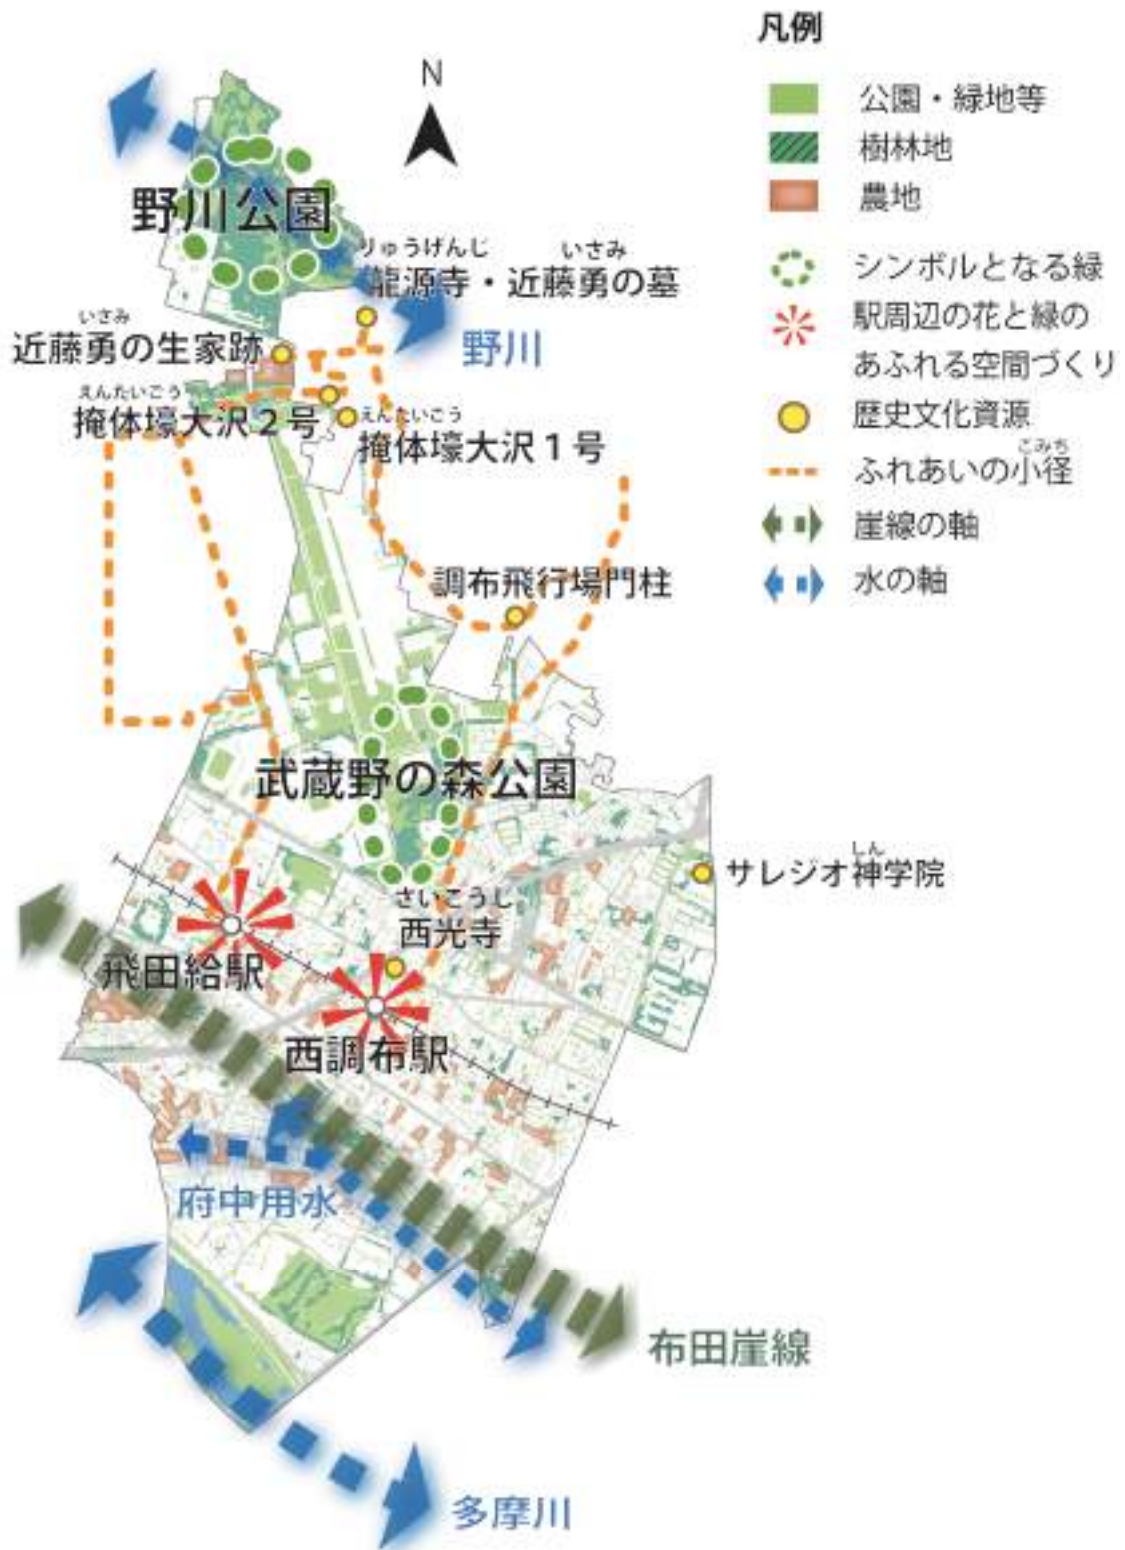 凡例
N
公園・緑地等
樹林地
農地
シンボルとなる緑
駅周辺の花と緑の
あふれる空間づくり
歴史文化資源
こみち
ふれあいの小径
崖線の軸
水の軸
野川公園
りゅうげんじ いさみ
龍源寺・近藤勇の墓
野川
いさみ
近藤勇の生家跡
えんたいごう
掩体壕大沢2号
えんたいごう
掩体壕大沢1号
調布飛行場門柱
武蔵野の森公園
しん
サレジオ神学院
さいこうじ
西光寺
飛田給駅
西調布駅
府中用水
布田崖線
多摩川